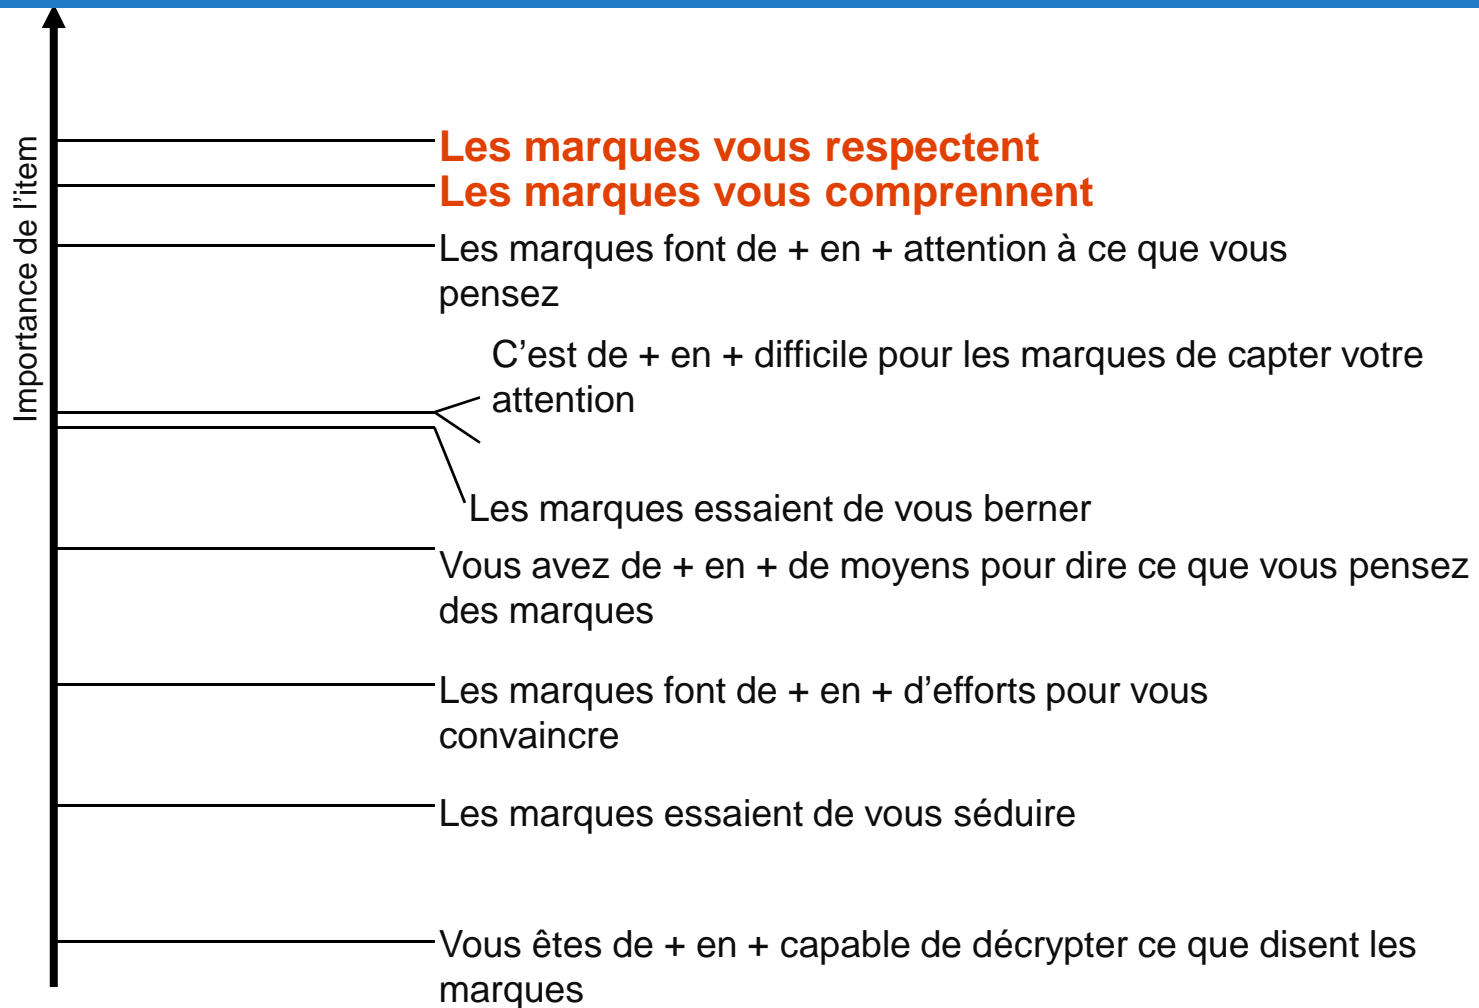 Importance de l'item
Les marques vous respectent
Les marques vous comprennent
Les marques font de + en + attention à ce que vous
pensez
C’est de + en + difficile pour les marques de capter votre
attention
Les marques essaient de vous berner
Vous avez de + en + de moyens pour dire ce que vous pensez
des marques
Les marques font de + en + d’efforts pour vous
convaincre
Les marques essaient de vous séduire
Vous êtes de + en + capable de décrypter ce que disent les
marques